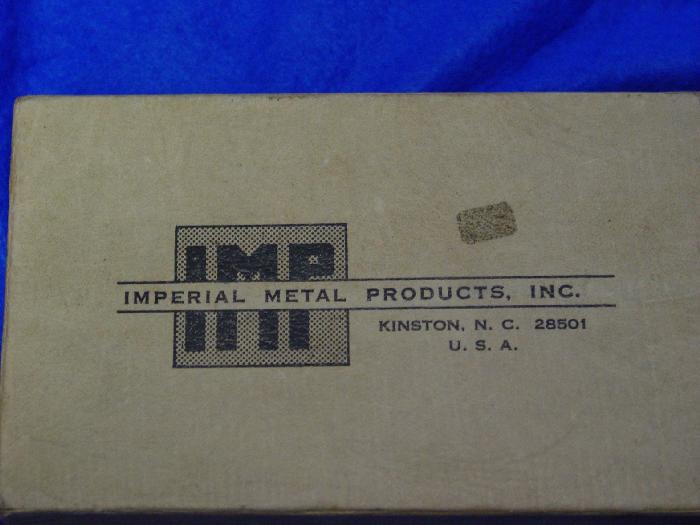 IMP
IMPERIAL METAL PRODUCTS, INC.
KINSTON, N. C. 28501
U. S. A.